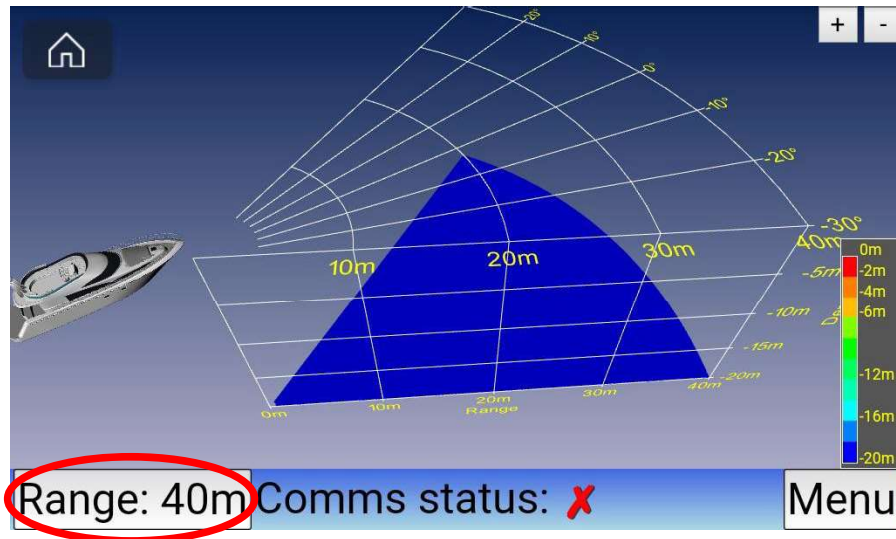 + -
20°
10°
0°
-10°
-20°
-30°
10m
20m
30m
40m
-5m
-10m
-15m
-20m
0m
10m
20m
30m
40m
Range
0m
-2m
-4m
-6m
-12m
-16m
-20m
Range: 40m
Comms status: ✗
Menu